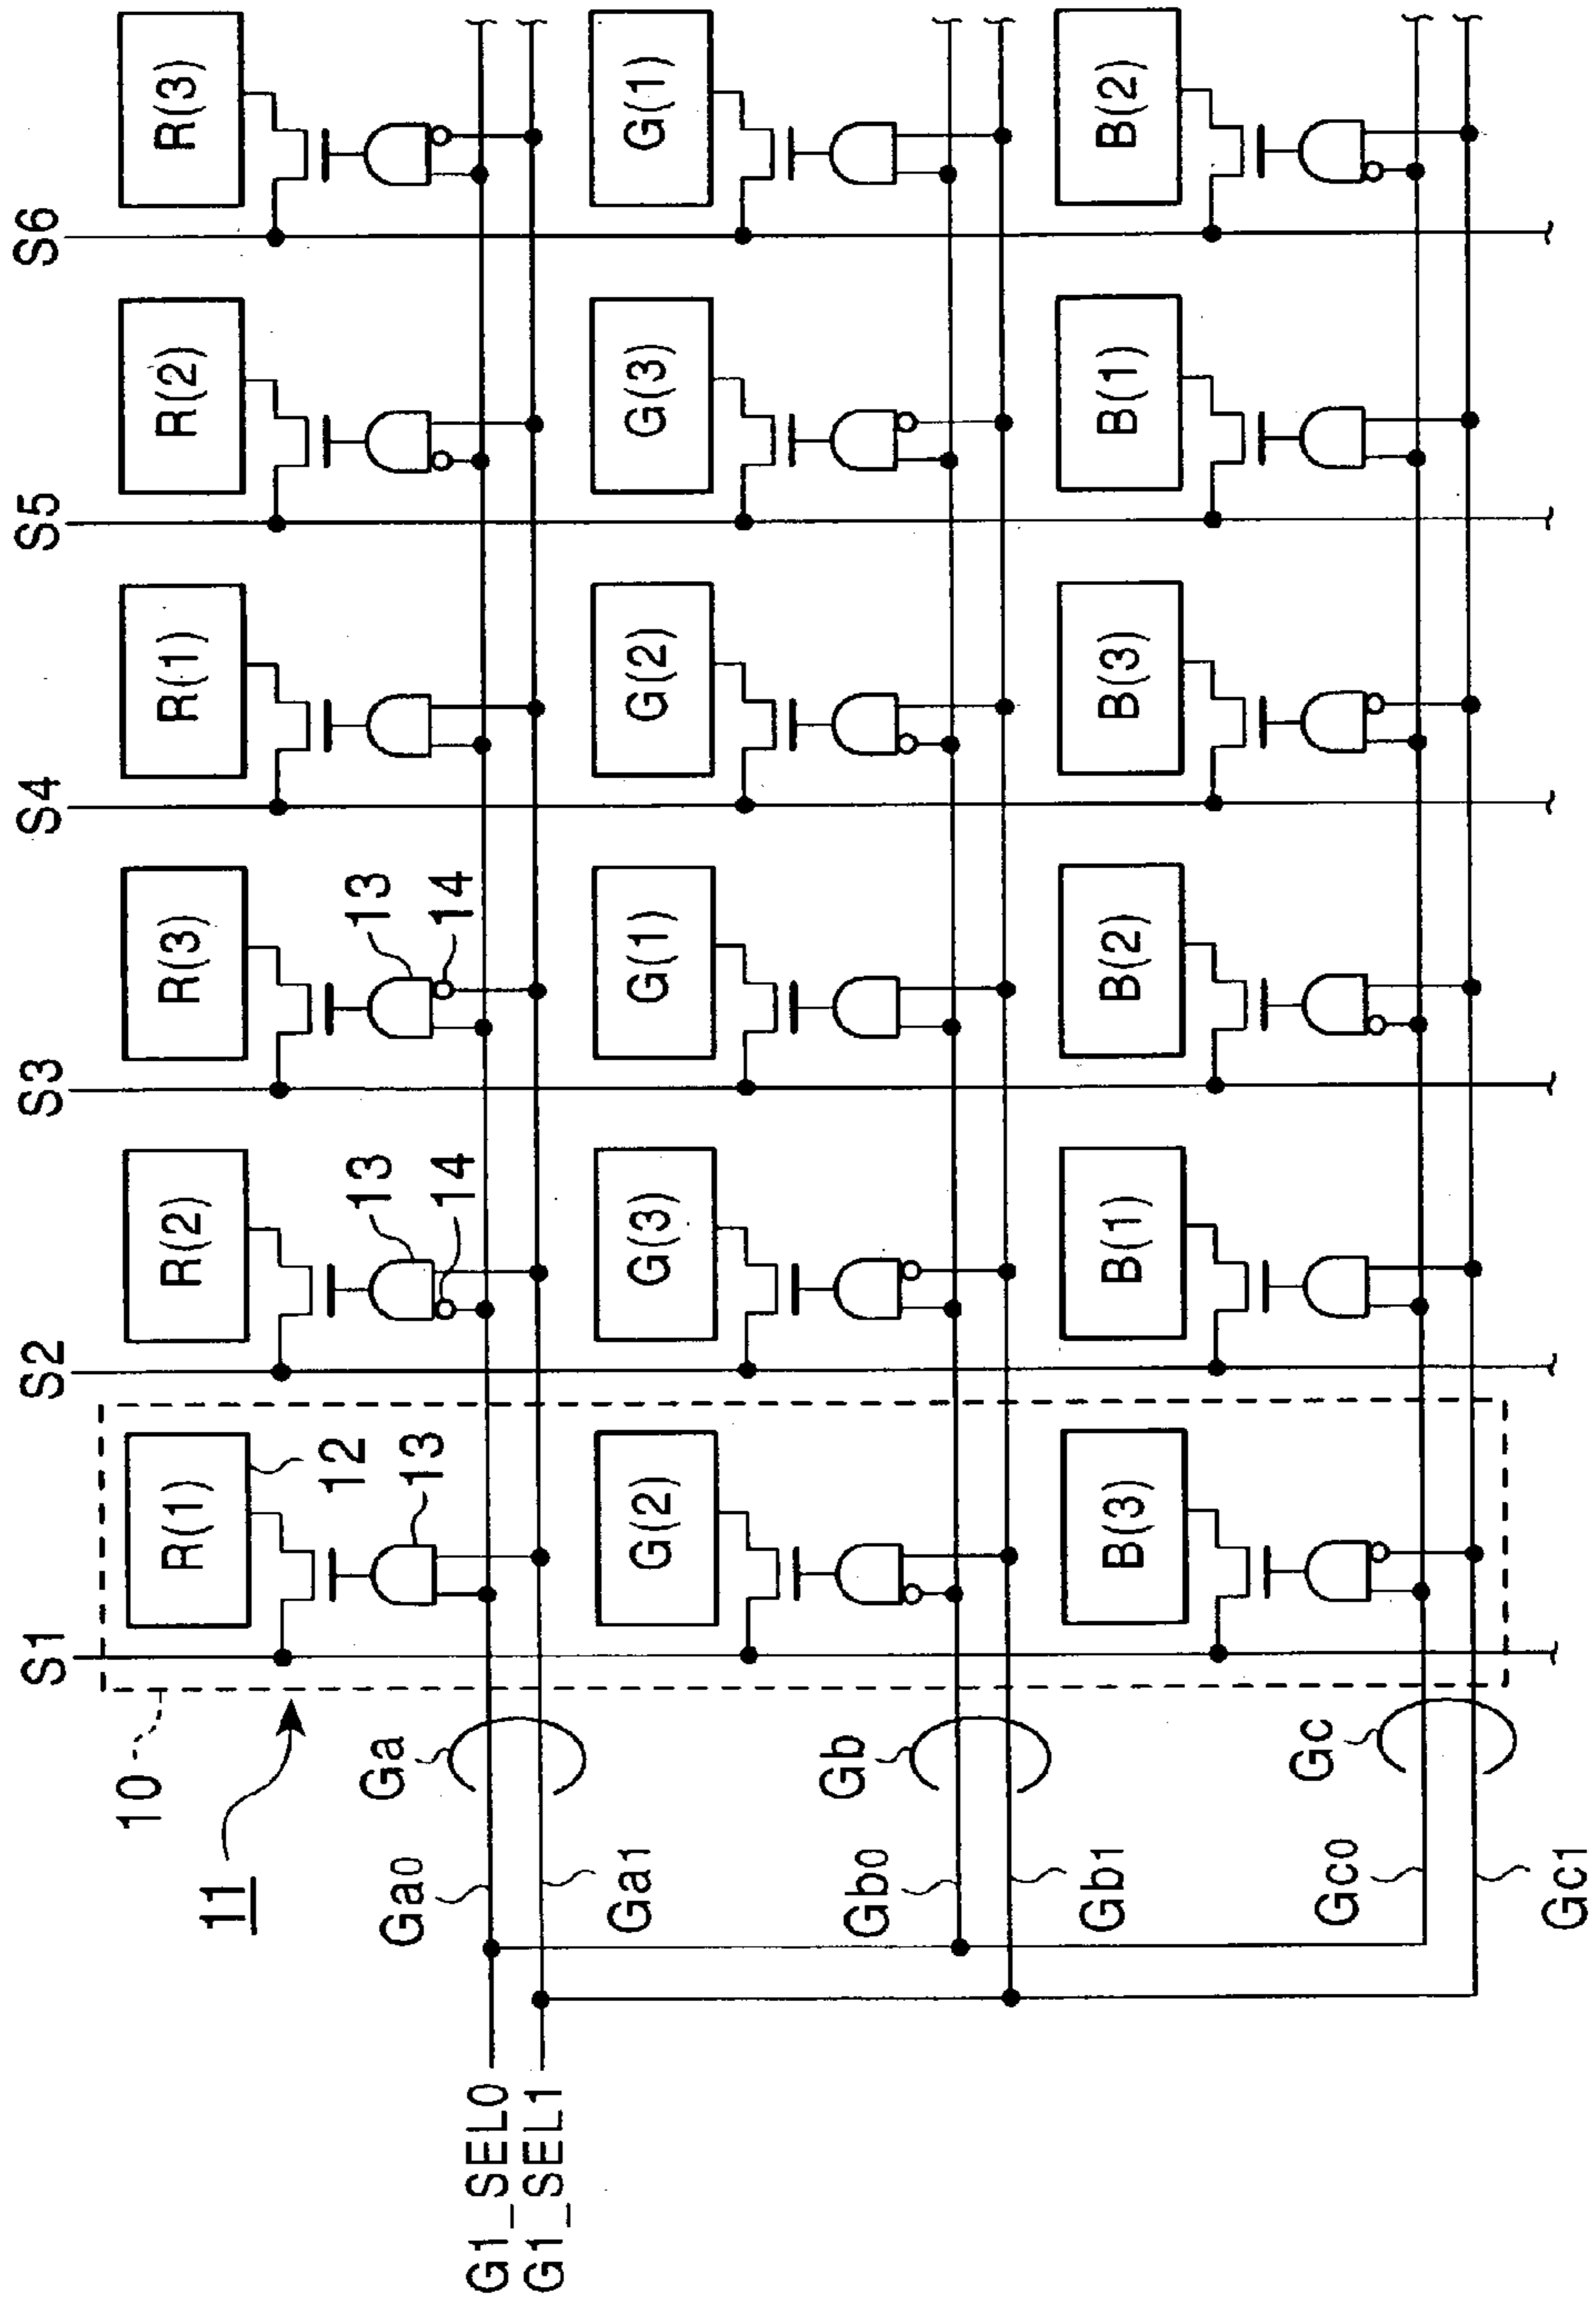 S1 S2 S3 S4 S5 S6
10
R(1) R(2) R(3) R(1) R(2) R(3)
11
12
13 13
Ga
Ga0
13
14 14
G1_SEL0
G1_SEL1
Ga1
G(2) G(3) G(1) G(2) G(3) G(1)
Gb
Gb0
Gb1
B(3) B(1) B(2) B(3) B(1) B(2)
Gc
Gc0
Gc1